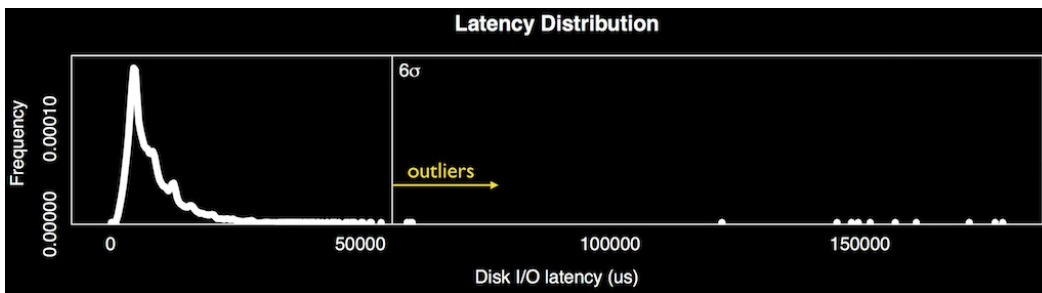 Latency Distribution
6σ
outliers
Frequency
0.00000
0.00010
0
50000
100000
150000
Disk I/O latency (us)